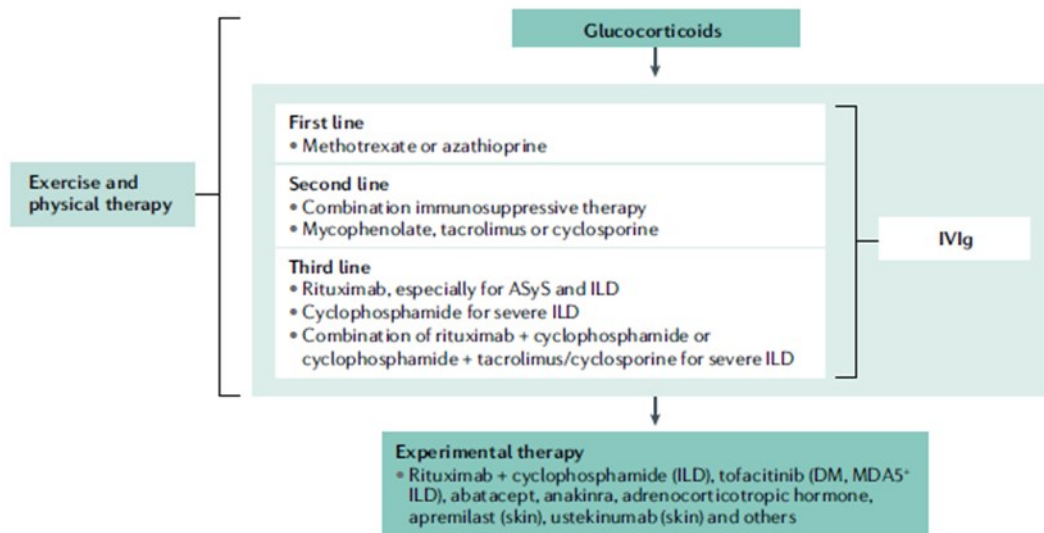 Glucocorticoids
First line
• Methotrexate or azathioprine
Exercise and
physical therapy
Second line
• Combination immunosuppressive therapy
• Mycophenolate, tacrolimus or cyclosporine
IVIg
Third line
• Rituximab, especially for ASyS and ILD
• Cyclophosphamide for severe ILD
• Combination of rituximab + cyclophosphamide or
cyclophosphamide + tacrolimus/cyclosporine for severe ILD
Experimental therapy
• Rituximab + cyclophosphamide (ILD), tofacitinib (DM, MDA5⁺
ILD), abatacept, anakinra, adrenocorticotropic hormone,
apremilast (skin), ustekinumab (skin) and others